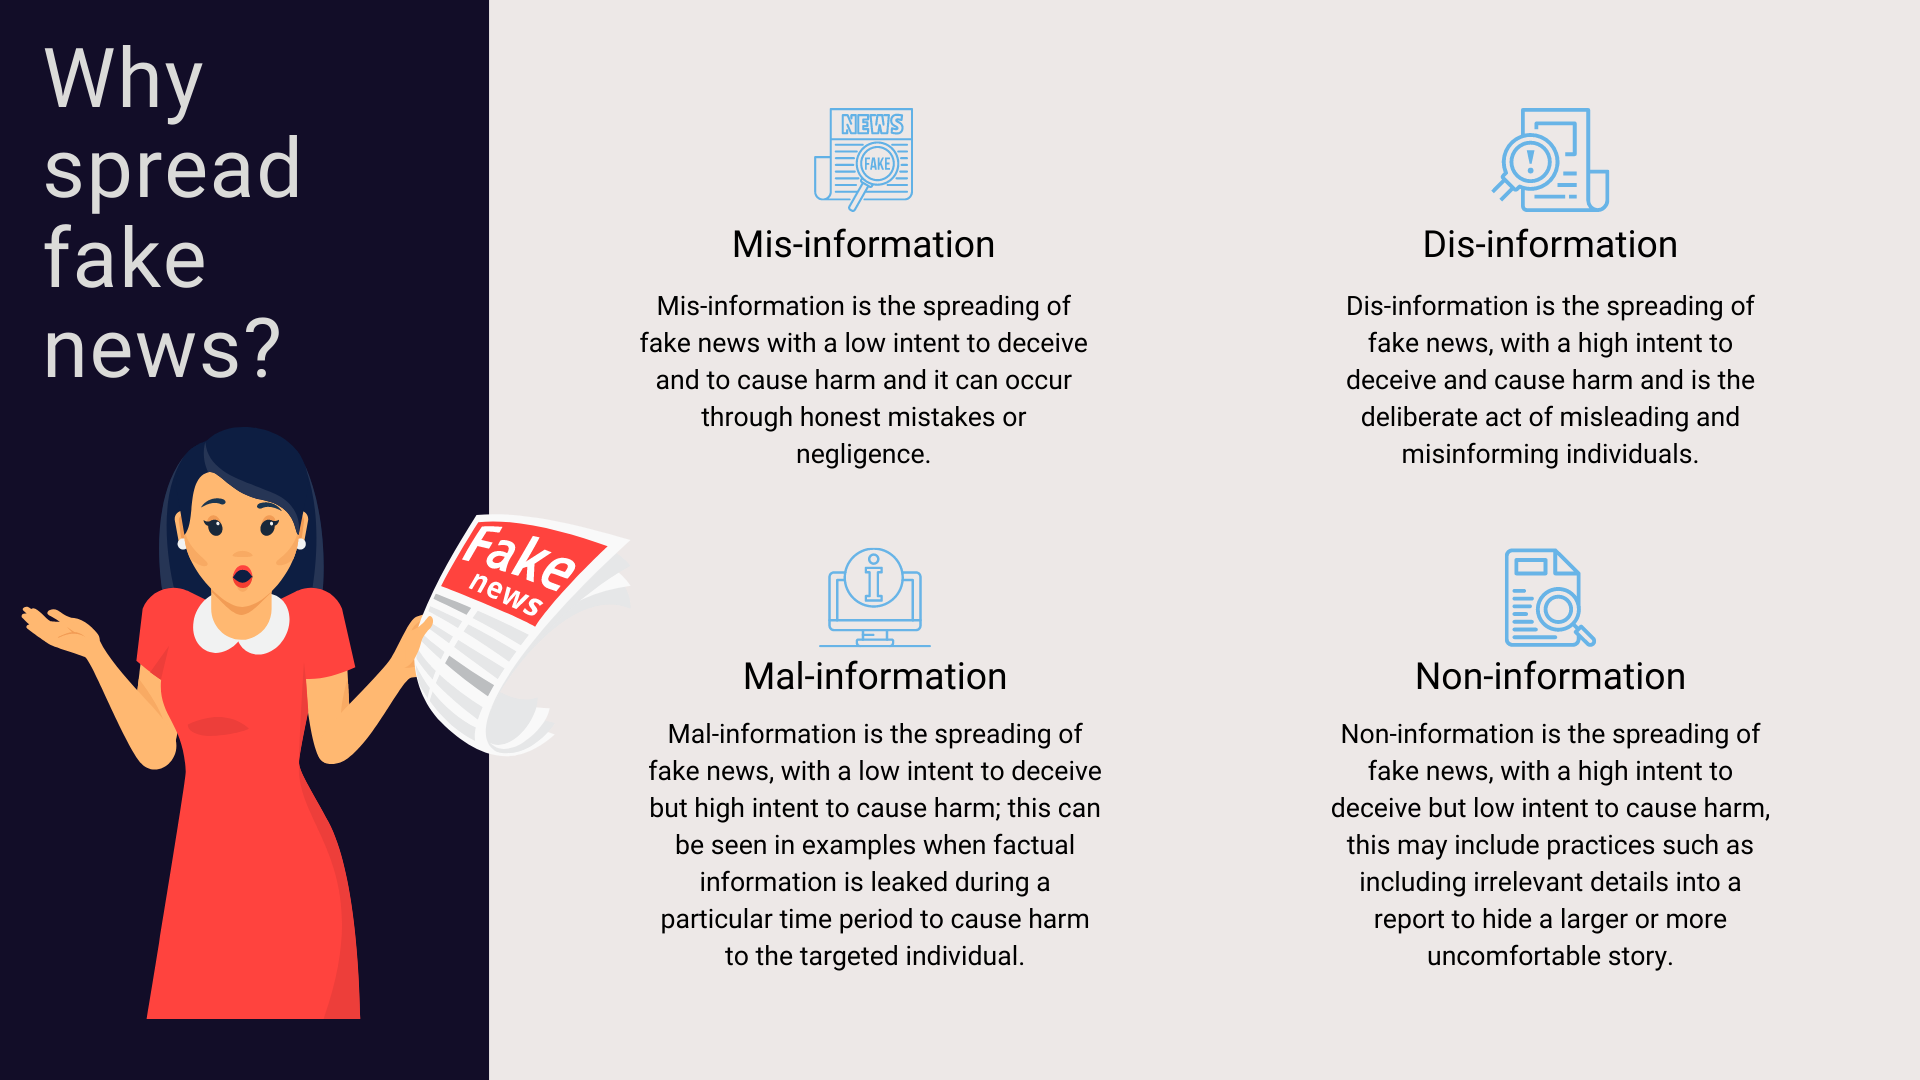 Why
spread
fake
news?
Fake
news
NEWS
FAKE
Mis-information
Mis-information is the spreading of
fake news with a low intent to deceive
and to cause harm and it can occur
through honest mistakes or
negligence.
!
Dis-information
Dis-information is the spreading of
fake news, with a high intent to
deceive and cause harm and is the
deliberate act of misleading and
misinforming individuals.
i
Mal-information
Mal-information is the spreading of
fake news, with a low intent to deceive
but high intent to cause harm; this can
be seen in examples when factual
information is leaked during a
particular time period to cause harm
to the targeted individual.
Non-information
Non-information is the spreading of
fake news, with a high intent to
deceive but low intent to cause harm,
this may include practices such as
including irrelevant details into a
report to hide a larger or more
uncomfortable story.